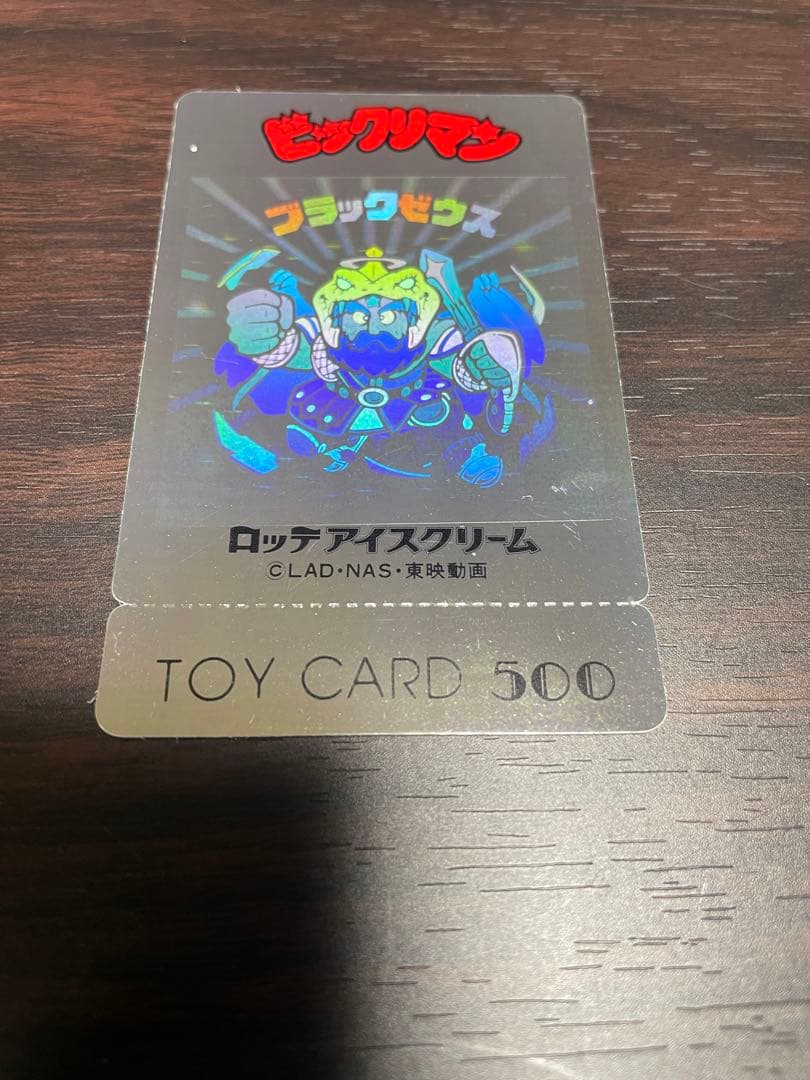 ビックリマン
ブラックゼウス
ロッテアイスクリーム
©LAD・NAS・東映動画
TOY CARD 500